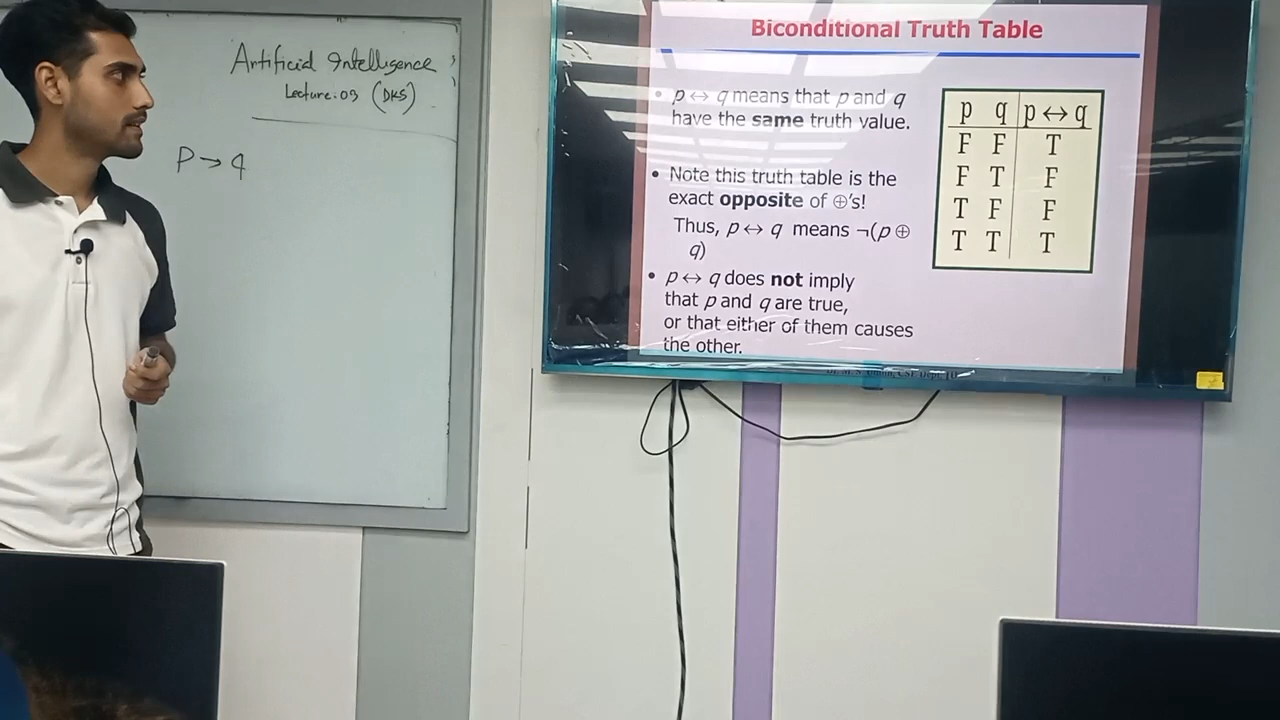 Artificial Intelligence
Lecture: 03 (DKS)
P → q
Biconditional Truth Table
• p ↔ q means that p and q
have the same truth value.
• Note this truth table is the
exact opposite of ⊕'s!
Thus, p ↔ q means ¬(p ⊕
q)
• p ↔ q does not imply
that p and q are true,
or that either of them causes
the other.
p q p ↔ q
F F T
F T F
T F F
T T T